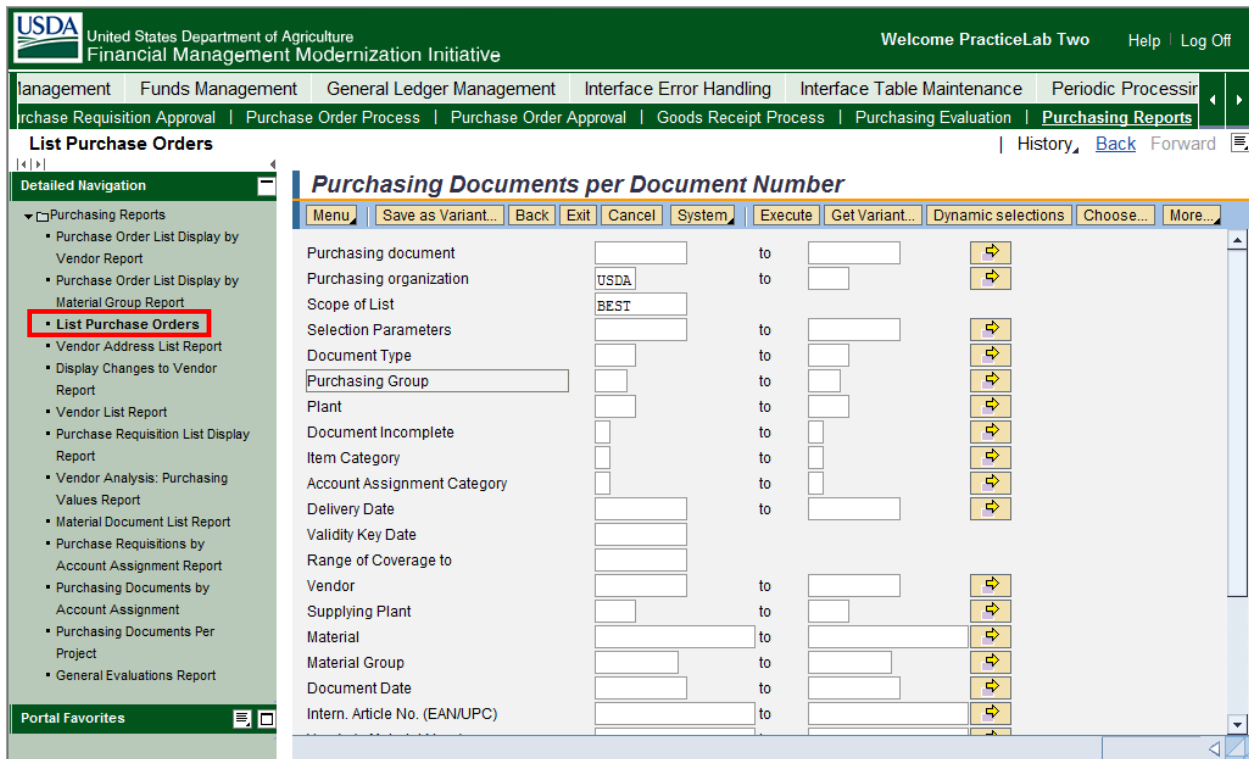 USDA
United States Department of Agriculture
Financial Management Modernization Initiative
Welcome PracticeLab Two Help | Log Off
Management Funds Management General Ledger Management Interface Error Handling Interface Table Maintenance Periodic Processin
rchase Requisition Approval | Purchase Order Process | Purchase Order Approval | Goods Receipt Process | Purchasing Evaluation | Purchasing Reports
List Purchase Orders
| History Back Forward
Detailed Navigation
Purchasing Reports
Purchase Order List Display by
Vendor Report
Purchase Order List Display by
Material Group Report
List Purchase Orders
Vendor Address List Report
Display Changes to Vendor
Report
Vendor List Report
Purchase Requisition List Display
Report
Vendor Analysis: Purchasing
Values Report
Material Document List Report
Purchase Requisitions by
Account Assignment Report
Purchasing Documents by
Account Assignment
Purchasing Documents Per
Project
General Evaluations Report
Portal Favorites
Purchasing Documents per Document Number
Menu Save as Variant... Back Exit Cancel System Execute Get Variant... Dynamic selections Choose... More...
Purchasing document to
Purchasing organization USDA to
Scope of List BEST
Selection Parameters to
Document Type to
Purchasing Group to
Plant to
Document Incomplete to
Item Category to
Account Assignment Category to
Delivery Date to
Validity Key Date
Range of Coverage to
Vendor to
Supplying Plant to
Material to
Material Group to
Document Date to
Intern. Article No. (EAN/UPC) to